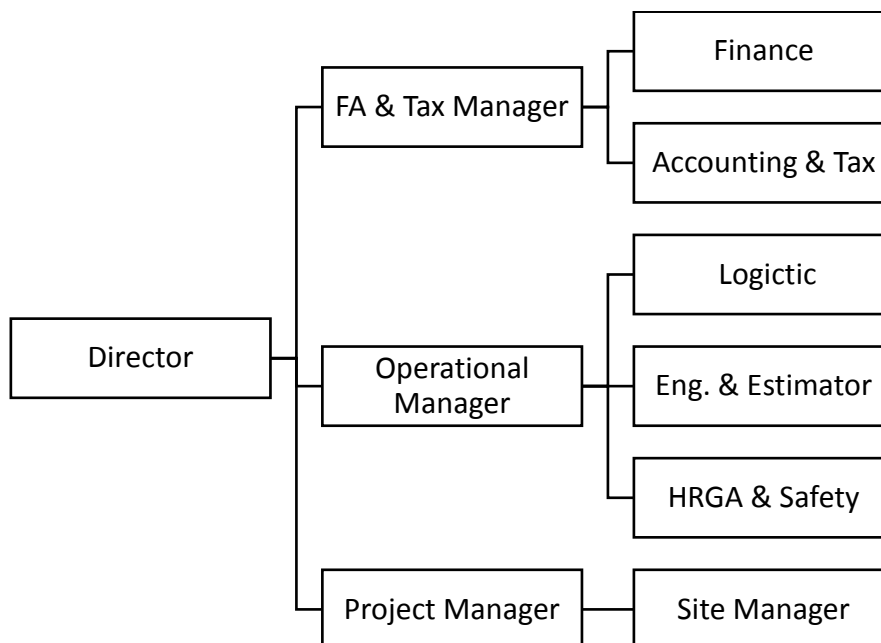 Director
FA & Tax Manager
Finance
Accounting & Tax
Operational
Manager
Logictic
Eng. & Estimator
HRGA & Safety
Project Manager
Site Manager